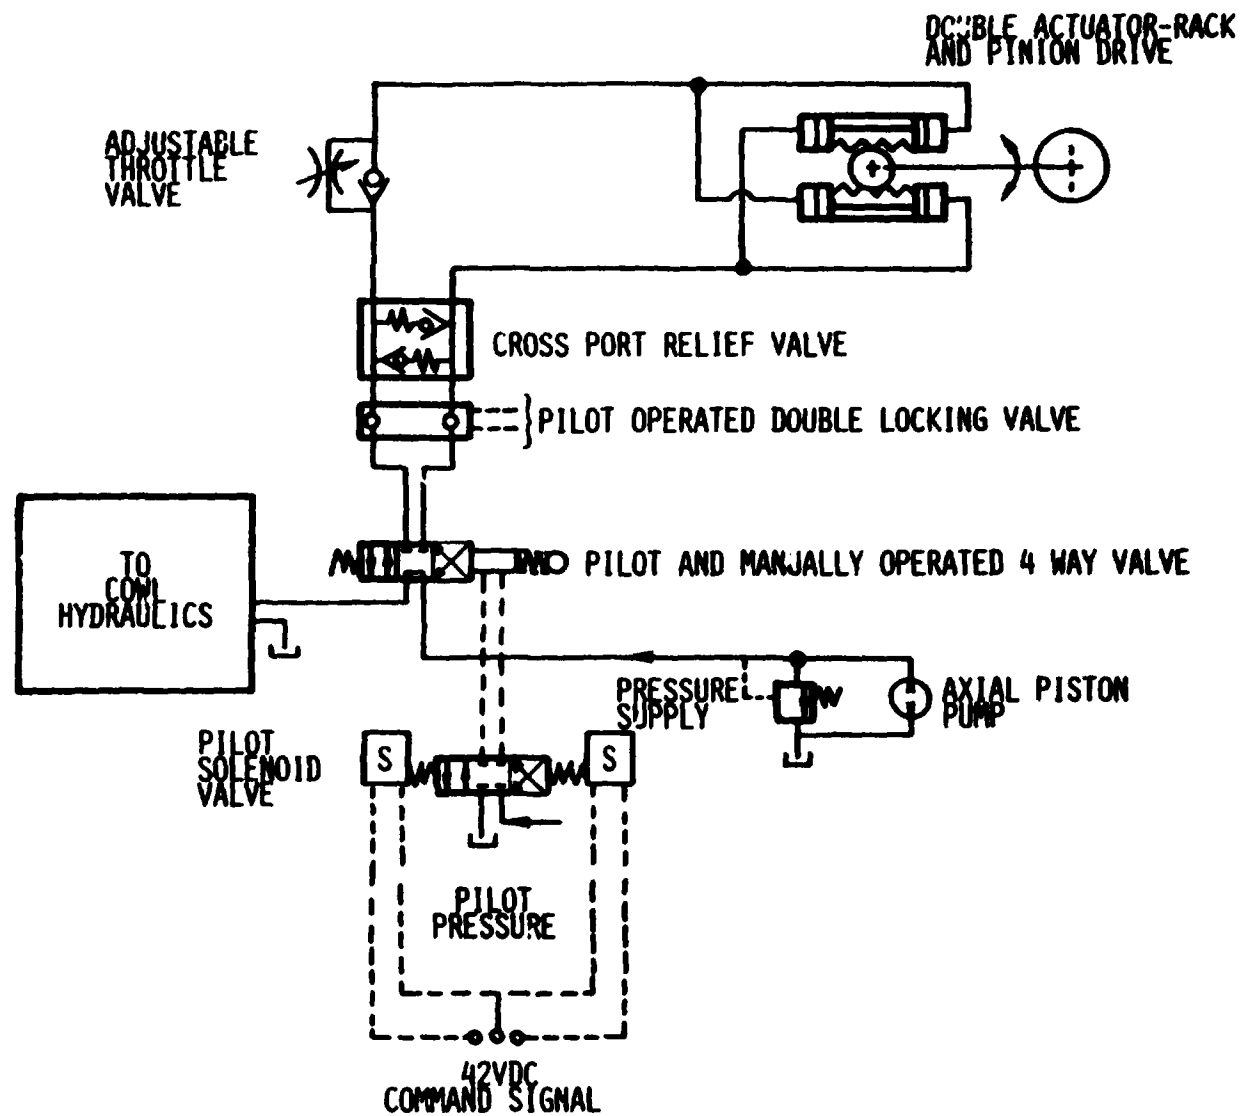 DOUBLE ACTUATOR-RACK
AND PINION DRIVE
ADJUSTABLE
THROTTLE
VALVE
CROSS PORT RELIEF VALVE
PILOT OPERATED DOUBLE LOCKING VALVE
TO
COWL
HYDRAULICS
PILOT AND MANUALLY OPERATED 4 WAY VALVE
PRESSURE
SUPPLY
AXIAL PISTON
PUMP
PILOT
SOLENOID
VALVE
S
S
PILOT
PRESSURE
42VDC
COMMAND SIGNAL